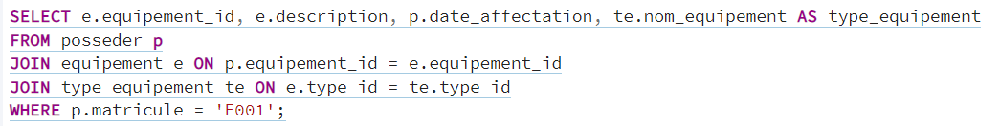 SELECT e.equipement_id, e.description, p.date_affectation, te.nom_equipement AS type_equipement
FROM posseder p
JOIN equipement e ON p.equipement_id = e.equipement_id
JOIN type_equipement te ON e.type_id = te.type_id
WHERE p.matricule = 'E001';